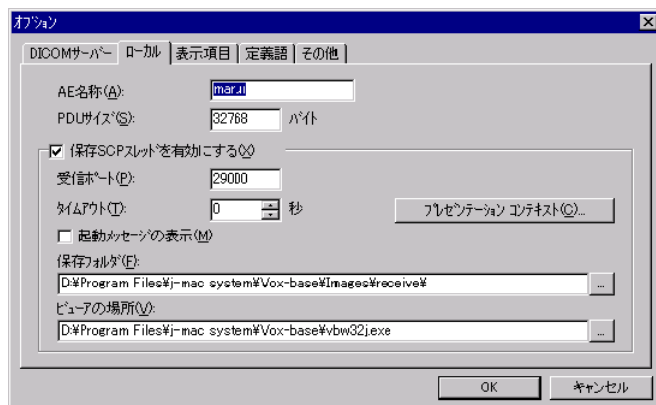 オプション
DICOMサーバー ローカル 表示項目 定義語 その他
AE名称(A): marui
PDUサイズ(S): 32768 バイト
保存SCPスレッドを有効にする(X)
受信ポート(P): 29000
タイムアウト(T): 0 秒 プレゼンテーション コンテキスト(C)...
起動メッセージの表示(M)
保存フォルダ(F):
D:¥Program Files¥j-mac system¥Vox-base¥Images¥receive¥ ...
ビューアの場所(V):
D:¥Program Files¥j-mac system¥Vox-base¥vbw32j.exe ...
OK キャンセル